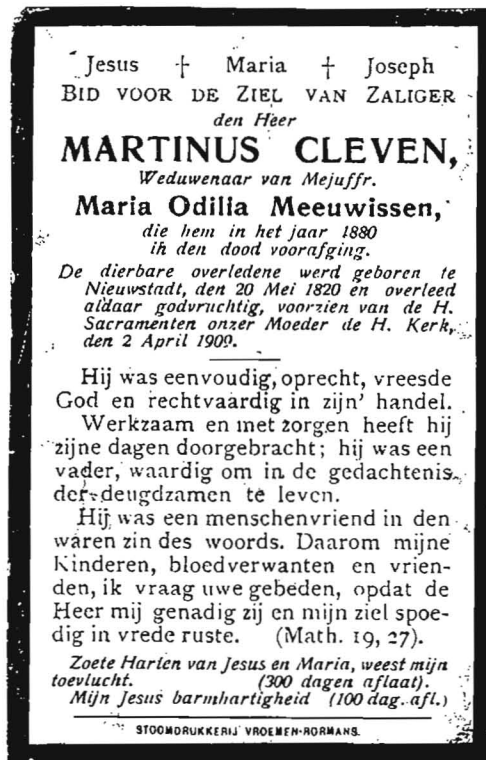 Jesus † Maria † Joseph
BID VOOR DE ZIEL VAN ZALIGER
den Heer
MARTINUS CLEVEN,
Weduwenaar van Mejuffr.
Maria Odilia Meeuwissen,
die hem in het jaar 1880
in den dood voorafging.
De dierbare overledene werd geboren te
Nieuwstadt, den 20 Mei 1820 en overleed
aldaar godvruchtig, voorzien van de H.
Sacramenten onzer Moeder de H. Kerk,
den 2 April 1909.
Hij was eenvoudig, oprecht, vreesde
God en rechtvaardig in zijn' handel.
Werkzaam en met zorgen heeft hij
zijne dagen doorgebracht; hij was een
vader, waardig om in de gedachtenis
der deugdzamen te leven.
Hij was een menschenvriend in den
waren zin des woords. Daarom mijne
Kinderen, bloedverwanten en vrien-
den, ik vraag uwe gebeden, opdat de
Heer mij genadig zij en mijn ziel spoe-
dig in vrede ruste. (Math. 19, 27).
Zoete Harten van Jesus en Maria, weest mijn
toevlucht. (300 dagen aflaat).
Mijn Jesus barmhartigheid (100 dag. afl.)
STOOMDRUKKERIJ VROEMEN-RORMANS.